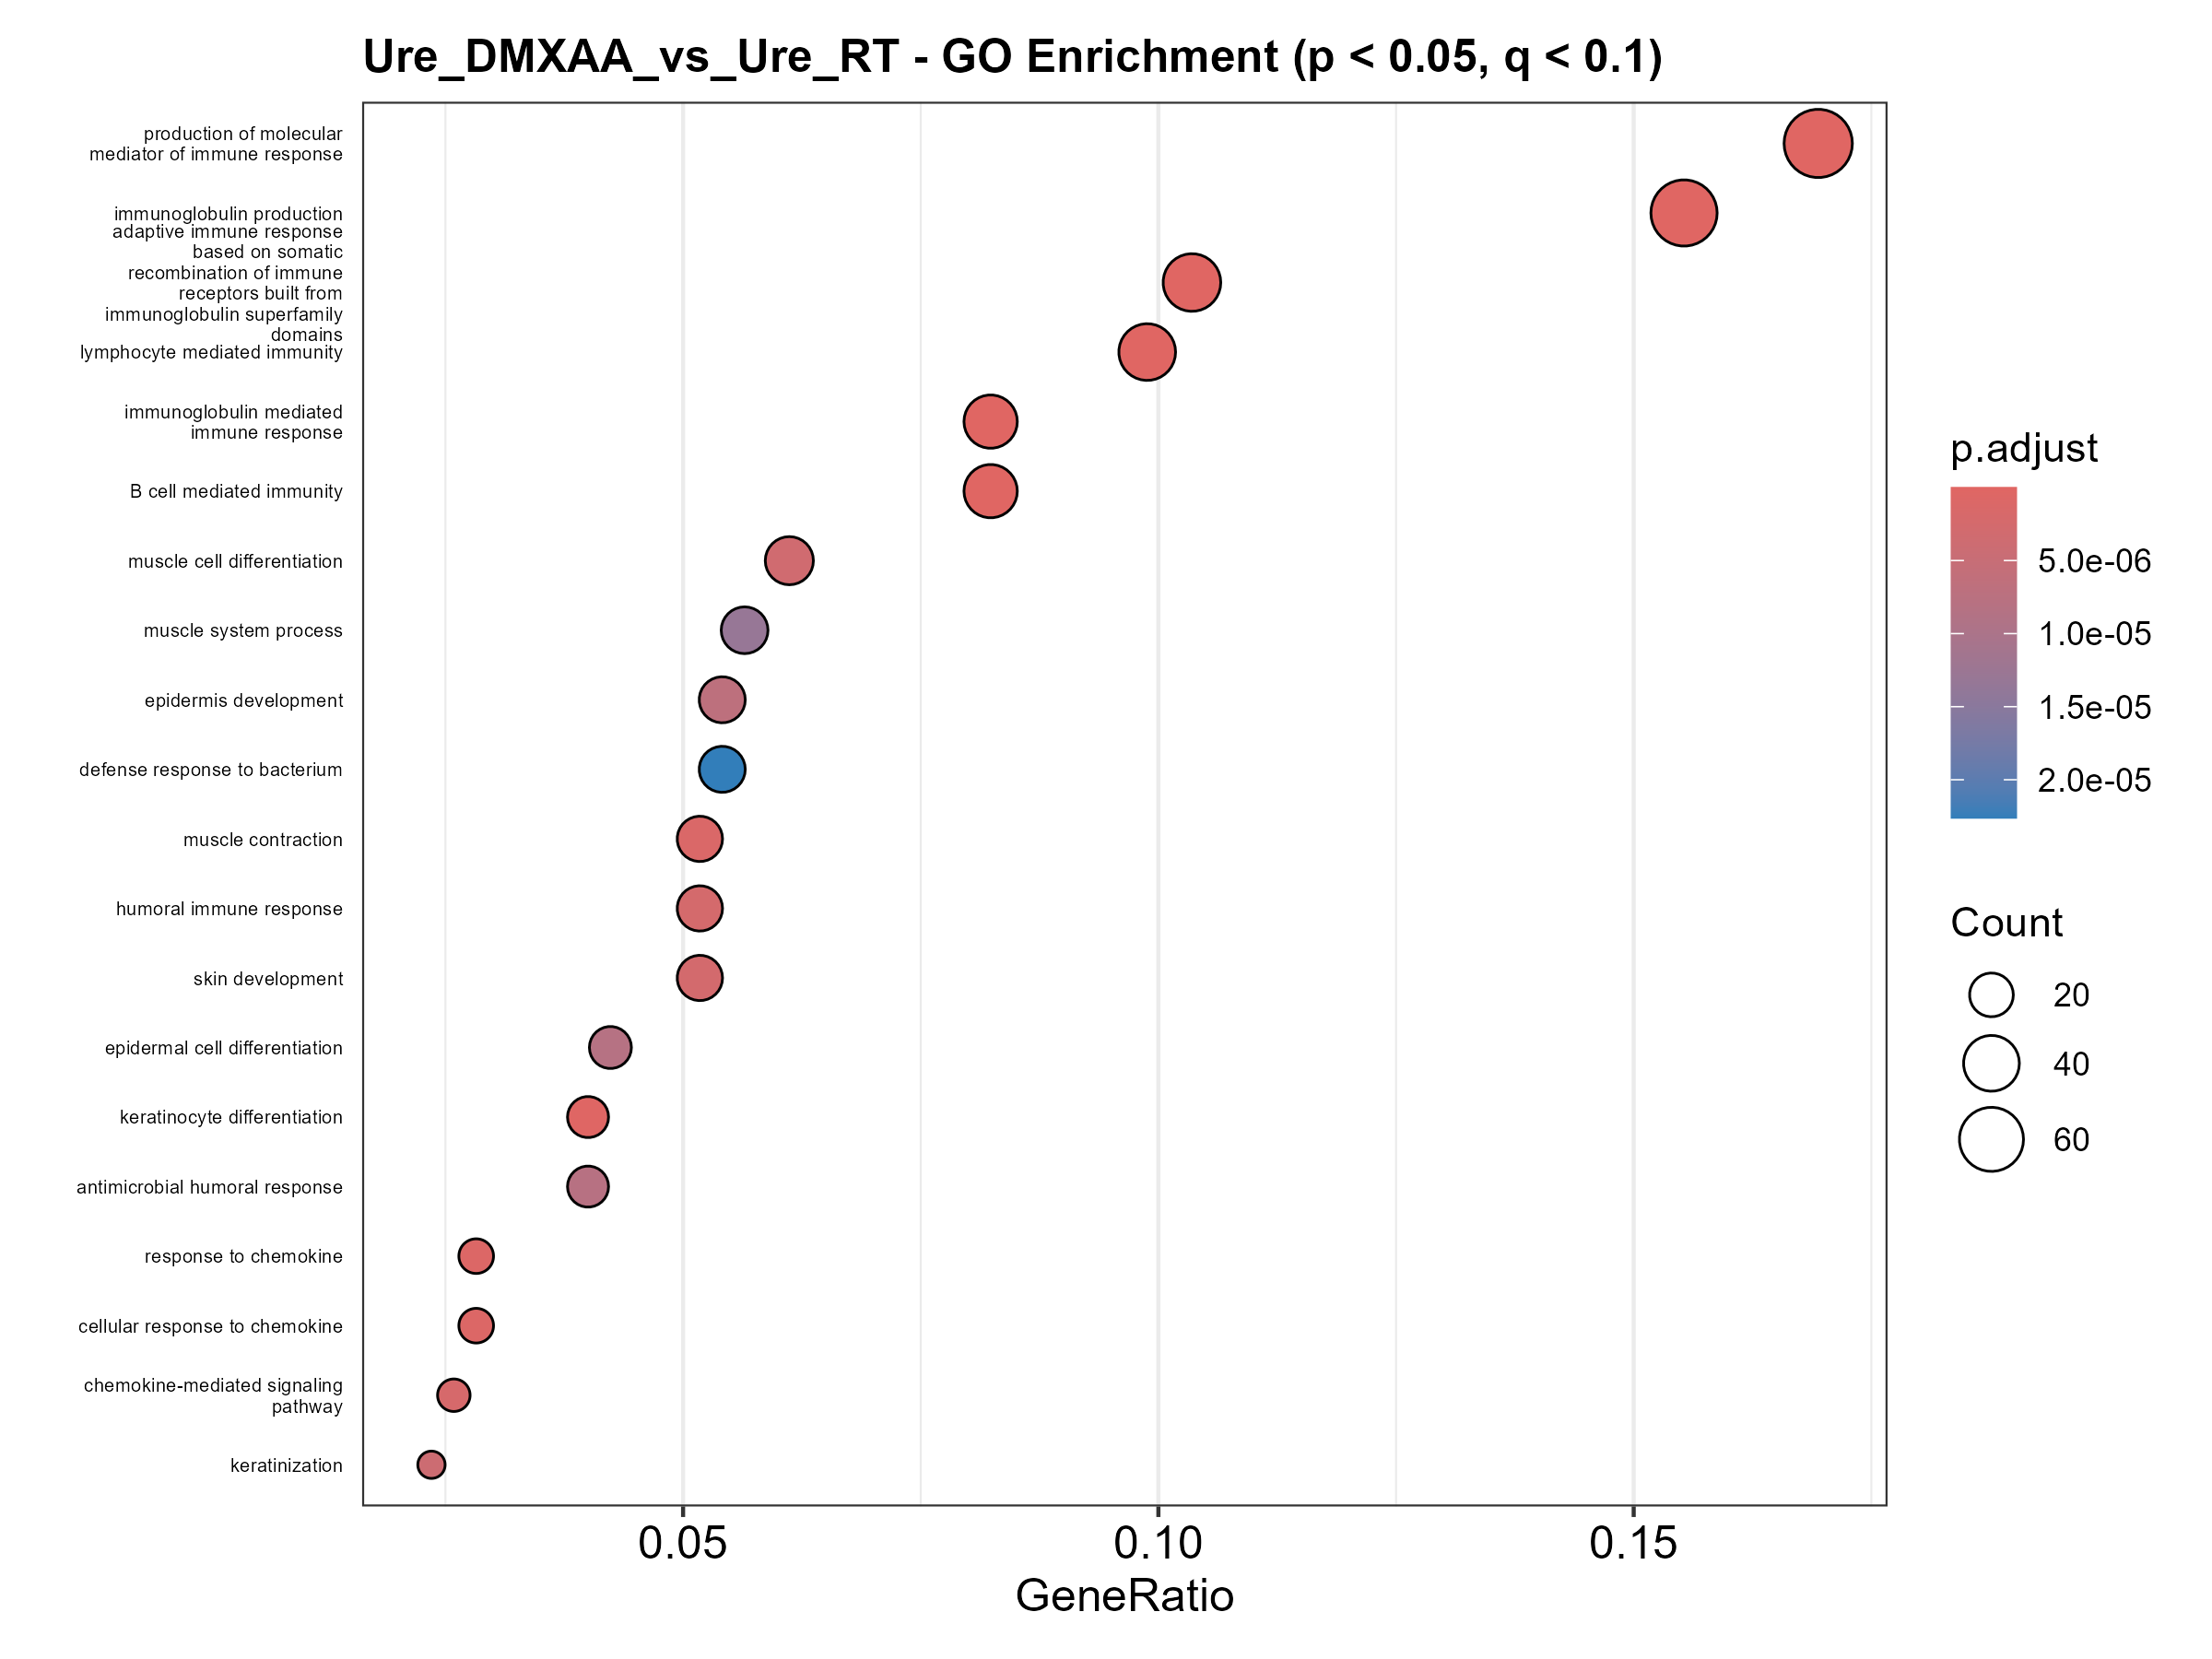 Ure_DMXAA_vs_Ure_RT - GO Enrichment (p < 0.05, q < 0.1)
production of molecular
mediator of immune response
immunoglobulin production
adaptive immune response
based on somatic
recombination of immune
receptors built from
immunoglobulin superfamily
domains
lymphocyte mediated immunity
immunoglobulin mediated
immune response
B cell mediated immunity
muscle cell differentiation
muscle system process
epidermis development
defense response to bacterium
muscle contraction
humoral immune response
skin development
epidermal cell differentiation
keratinocyte differentiation
antimicrobial humoral response
response to chemokine
cellular response to chemokine
chemokine-mediated signaling
pathway
keratinization
0.05
0.10
0.15
GeneRatio
p.adjust
5.0e-06
1.0e-05
1.5e-05
2.0e-05
Count
20
40
60